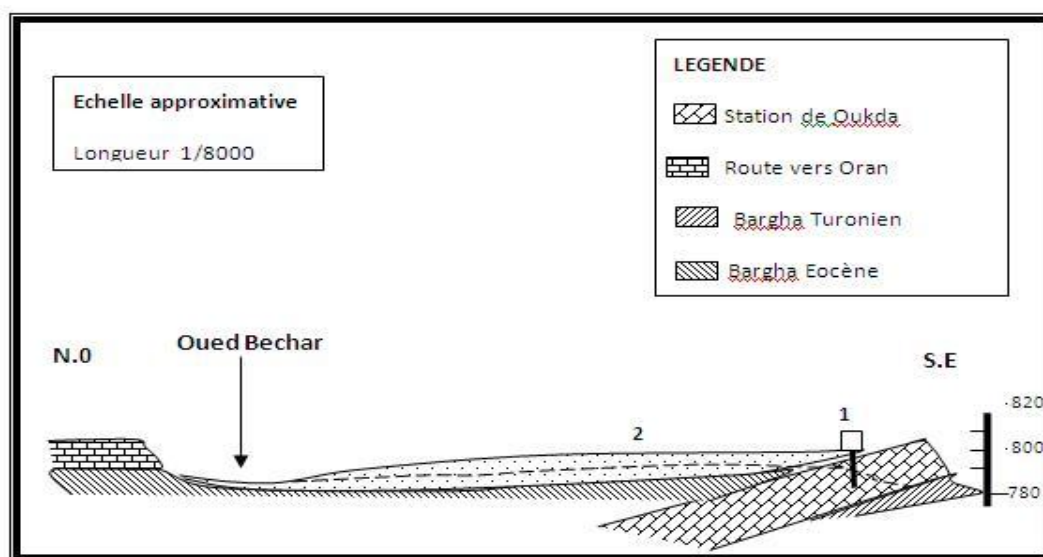 Echelle approximative
Longueur 1/8000
LEGENDE
Station de Oukda
Route vers Oran
Bargha Turonien
Bargha Eocène
N.0
Oued Bechar
S.E
2
1
.820
.800
780